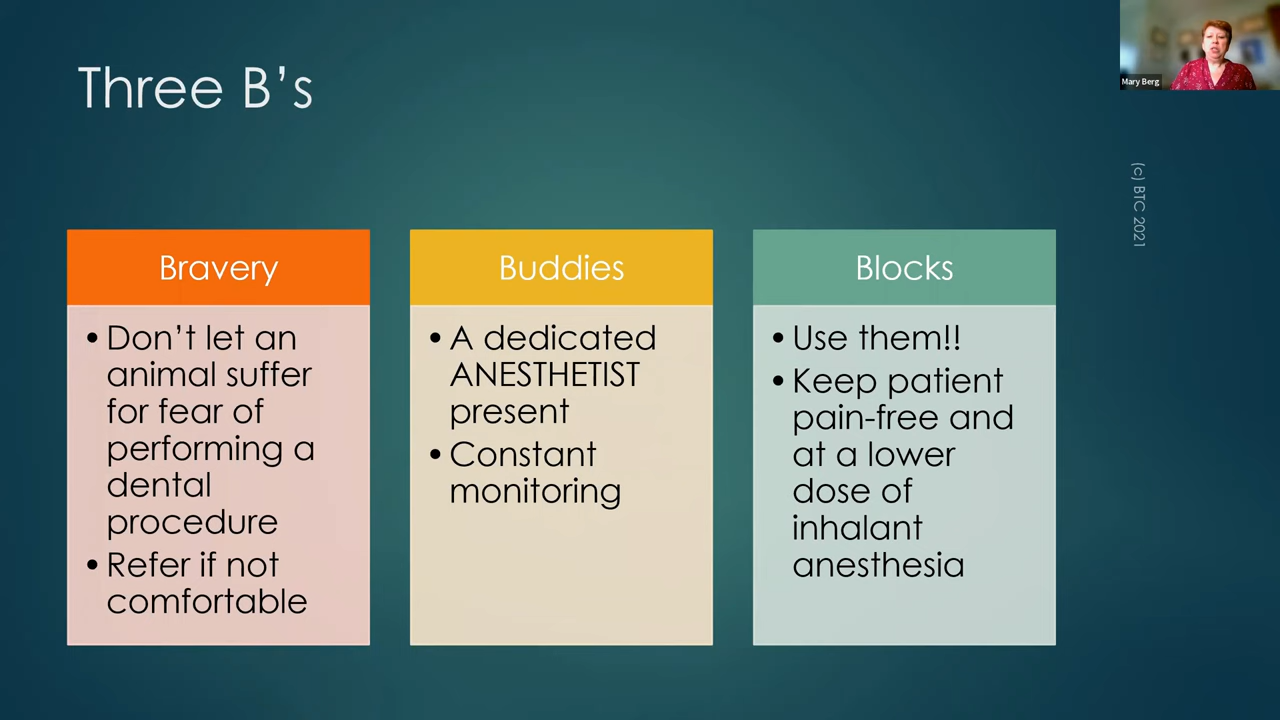 Three B’s
Mary Berg
(c) BTC 2021
Bravery
•Don’t let an
animal suffer
for fear of
performing a
dental
procedure
•Refer if not
comfortable
Buddies
•A dedicated
ANESTHETIST
present
•Constant
monitoring
Blocks
•Use them!!
•Keep patient
pain-free and
at a lower
dose of
inhalant
anesthesia